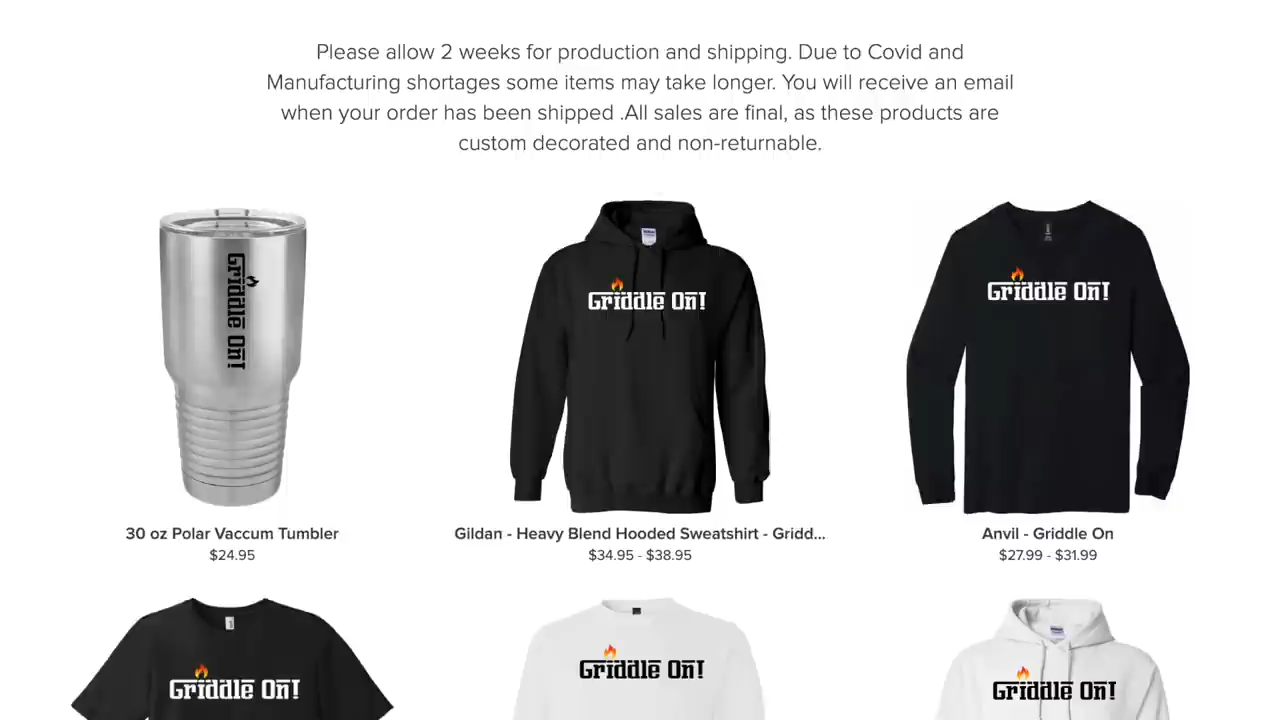 Please allow 2 weeks for production and shipping. Due to Covid and
Manufacturing shortages some items may take longer. You will receive an email
when your order has been shipped .All sales are final, as these products are
custom decorated and non-returnable.
Griddle On!
Griddle On!
Griddle On!
30 oz Polar Vaccum Tumbler
$24.95
Gildan - Heavy Blend Hooded Sweatshirt - Gridd...
$34.95 - $38.95
Anvil - Griddle On
$27.99 - $31.99
Griddle On!
Griddle On!
Griddle On!